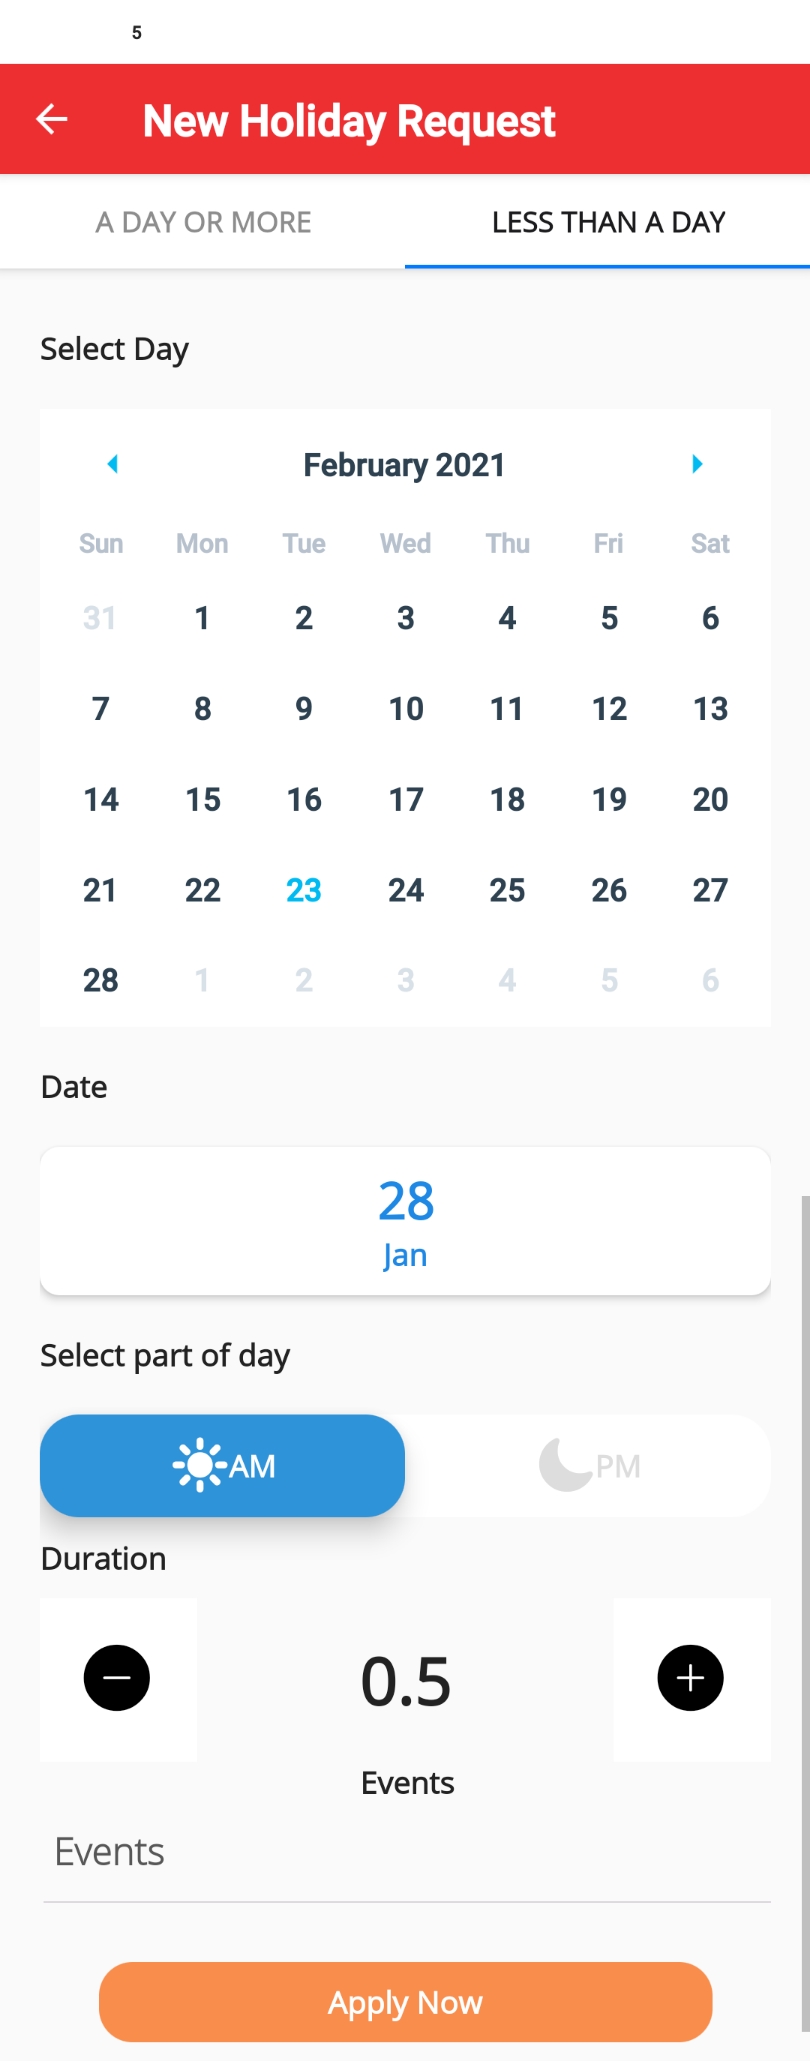 5
New Holiday Request
A DAY OR MORE LESS THAN A DAY
Select Day
February 2021
Sun Mon Tue Wed Thu Fri Sat
31 1 2 3 4 5 6
7 8 9 10 11 12 13
14 15 16 17 18 19 20
21 22 23 24 25 26 27
28 1 2 3 4 5 6
Date
28
Jan
Select part of day
AM PM
Duration
0.5
Events
Events
Apply Now